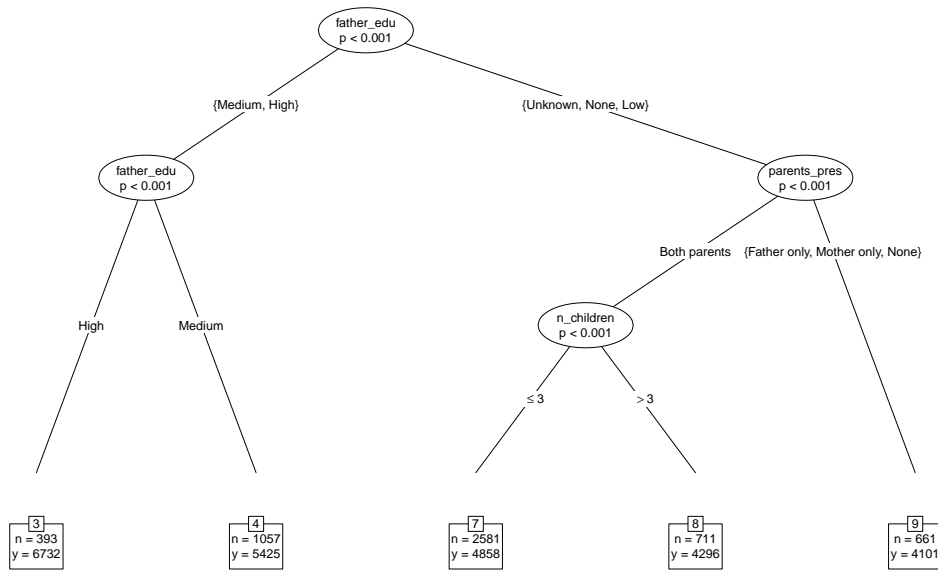 father_edu
p < 0.001
{Medium, High}
{Unknown, None, Low}
father_edu
p < 0.001
parents_pres
p < 0.001
Both parents
{Father only, Mother only, None}
n_children
p < 0.001
High
Medium
≤ 3
> 3
3
n = 393
y = 6732
4
n = 1057
y = 5425
7
n = 2581
y = 4858
8
n = 711
y = 4296
9
n = 661
y = 4101